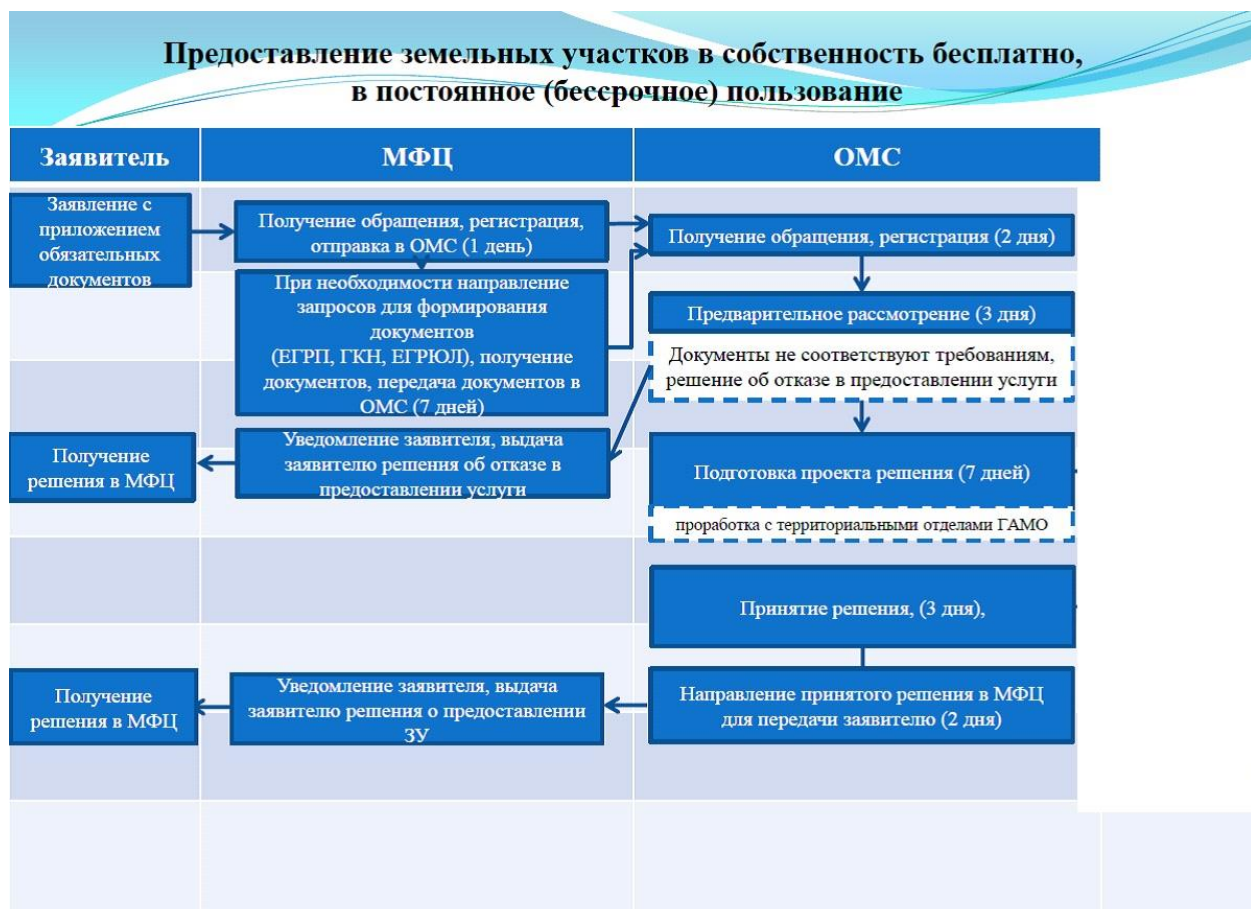 Предоставление земельных участков в собственность бесплатно,
в постоянное (бессрочное) пользование
Заявитель
МФЦ
ОМС
Заявление с
приложением
обязательных
документов
Получение обращения, регистрация,
отправка в ОМС (1 день)
Получение обращения, регистрация (2 дня)
При необходимости направление
запросов для формирования
документов
(ЕГРП, ГКН, ЕГРЮЛ), получение
документов, передача документов в
ОМС (7 дней)
Предварительное рассмотрение (3 дня)
Документы не соответствуют требованиям,
решение об отказе в предоставлении услуги
Получение
решения в МФЦ
Уведомление заявителя, выдача
заявителю решения об отказе в
предоставлении услуги
Подготовка проекта решения (7 дней)
проработка с территориальными отделами ГАМО
Принятие решения, (3 дня),
Получение
решения в МФЦ
Уведомление заявителя, выдача
заявителю решения о предоставлении
ЗУ
Направление принятого решения в МФЦ
для передачи заявителю (2 дня)